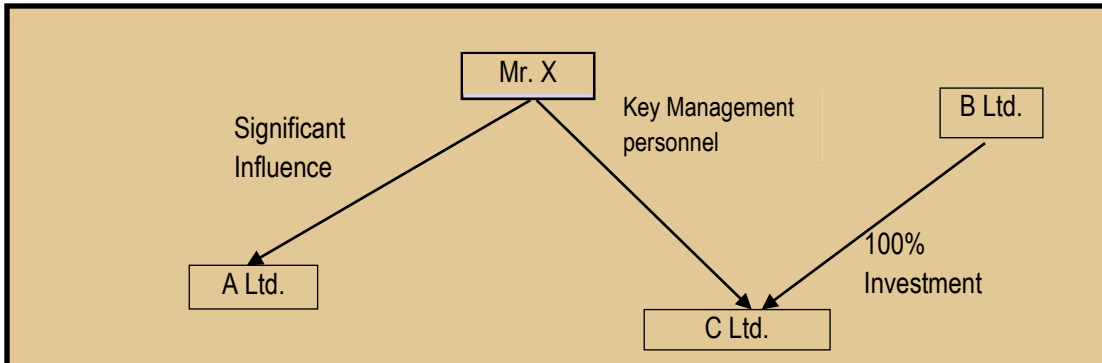 Mr. X
Key Management
personnel
B Ltd.
Significant
Influence
100%
Investment
A Ltd.
C Ltd.